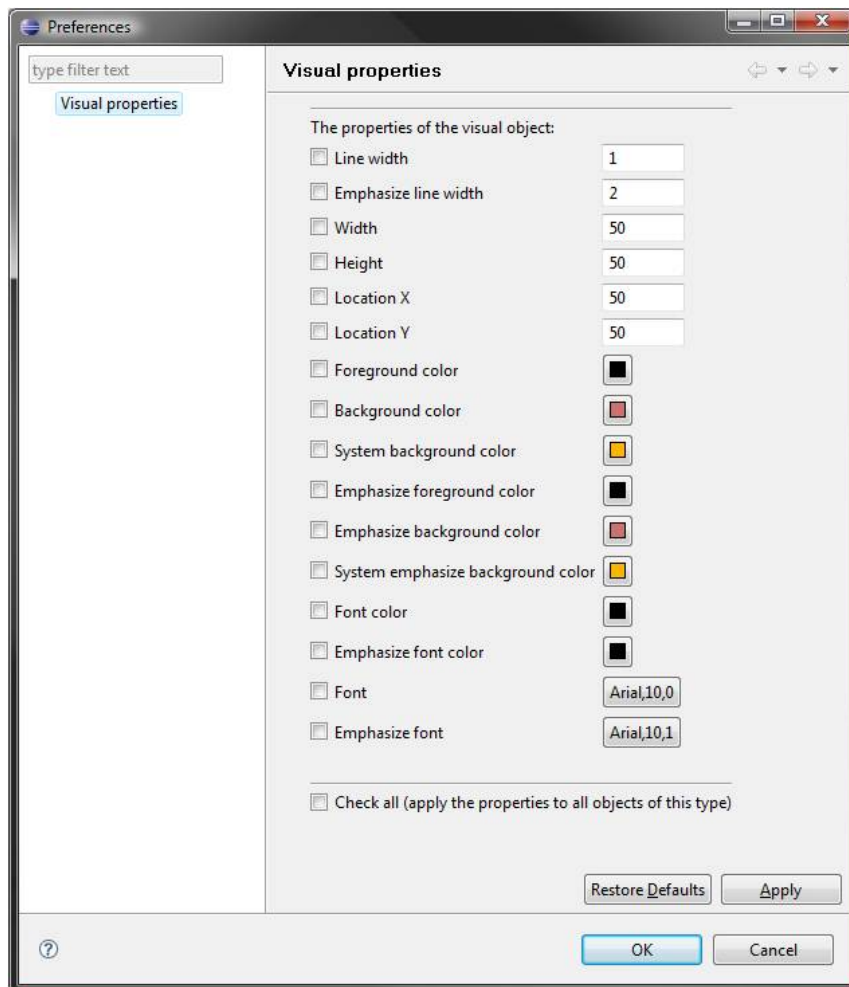 Preferences
type filter text
Visual properties
Visual properties
The properties of the visual object:
Line width 1
Emphasize line width 2
Width 50
Height 50
Location X 50
Location Y 50
Foreground color
Background color
System background color
Emphasize foreground color
Emphasize background color
System emphasize background color
Font color
Emphasize font color
Font Arial,10,0
Emphasize font Arial,10,1
Check all (apply the properties to all objects of this type)
Restore Defaults Apply
? OK Cancel